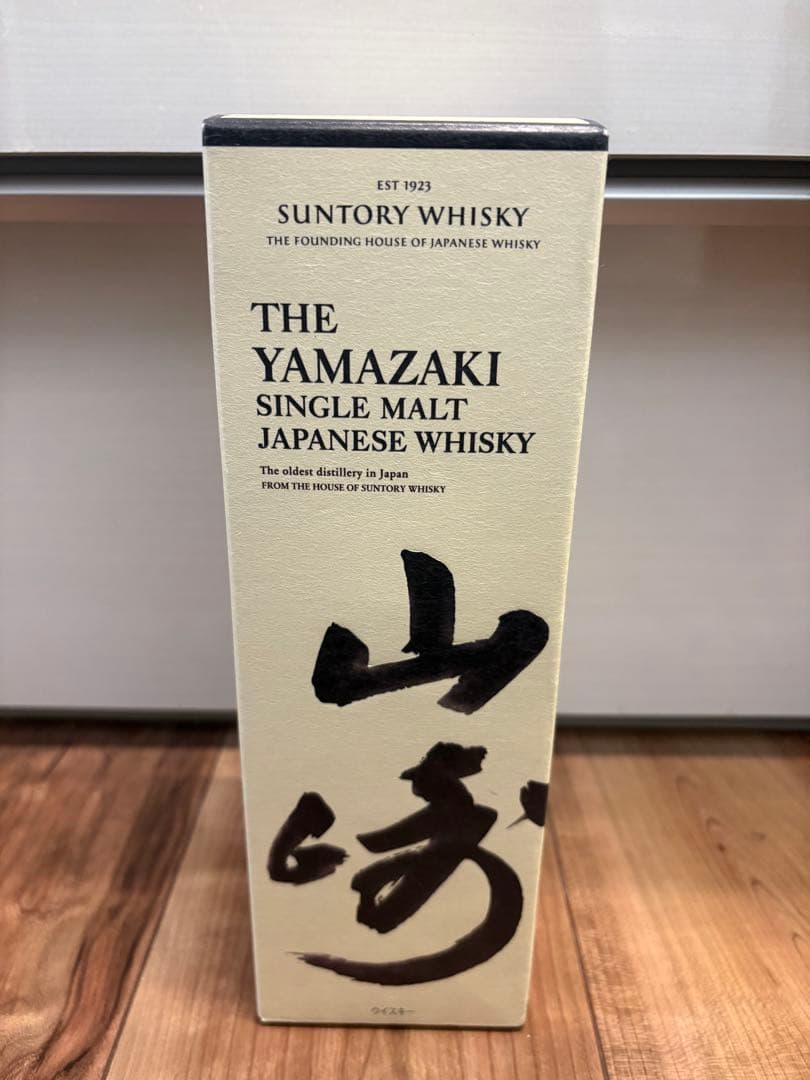 EST 1923
SUNTORY WHISKY
THE FOUNDING HOUSE OF JAPANESE WHISKY
THE
YAMAZAKI
SINGLE MALT
JAPANESE WHISKY
The oldest distillery in Japan
FROM THE HOUSE OF SUNTORY WHISKY
山
崎
ウイスキー